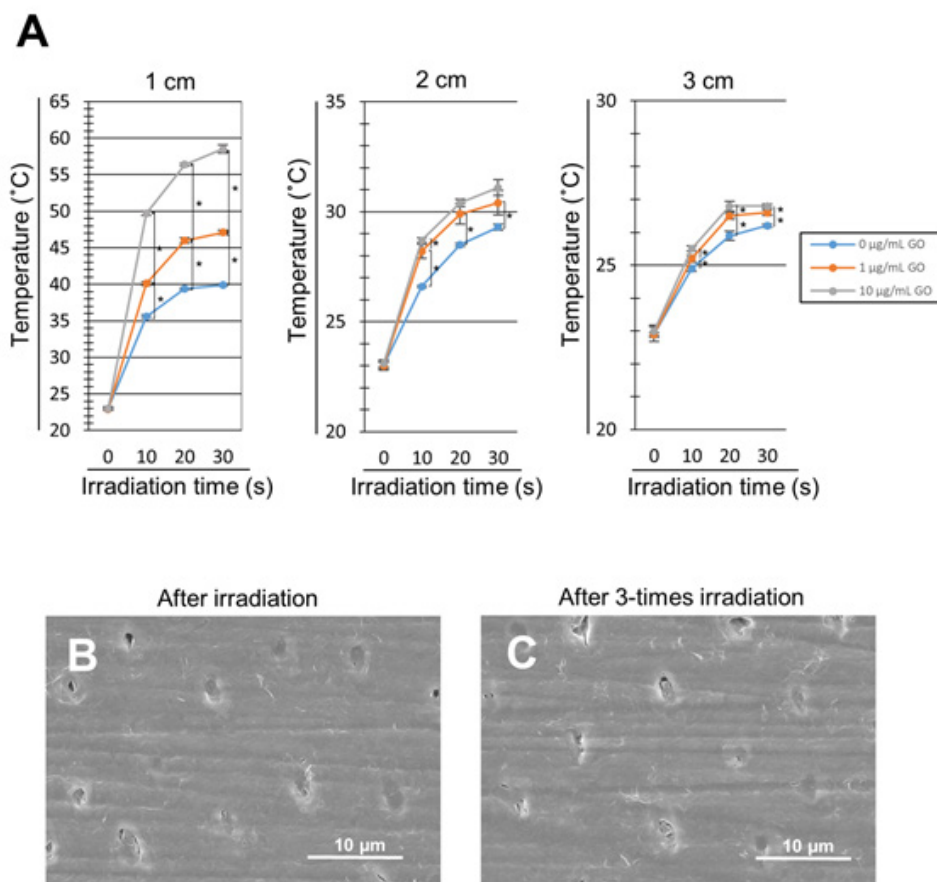 A
1 cm
2 cm
3 cm
Temperature (˚C)
65
60
55
50
45
40
35
30
25
20
0 10 20 30
Irradiation time (s)
Temperature (˚C)
35
30
25
20
0 10 20 30
Irradiation time (s)
Temperature (˚C)
30
25
20
0 10 20 30
Irradiation time (s)
* * * * * *
* * * *
* * * * * *
0 µg/mL GO
1 µg/mL GO
10 µg/mL GO
After irradiation
B
10 µm
After 3-times irradiation
C
10 µm